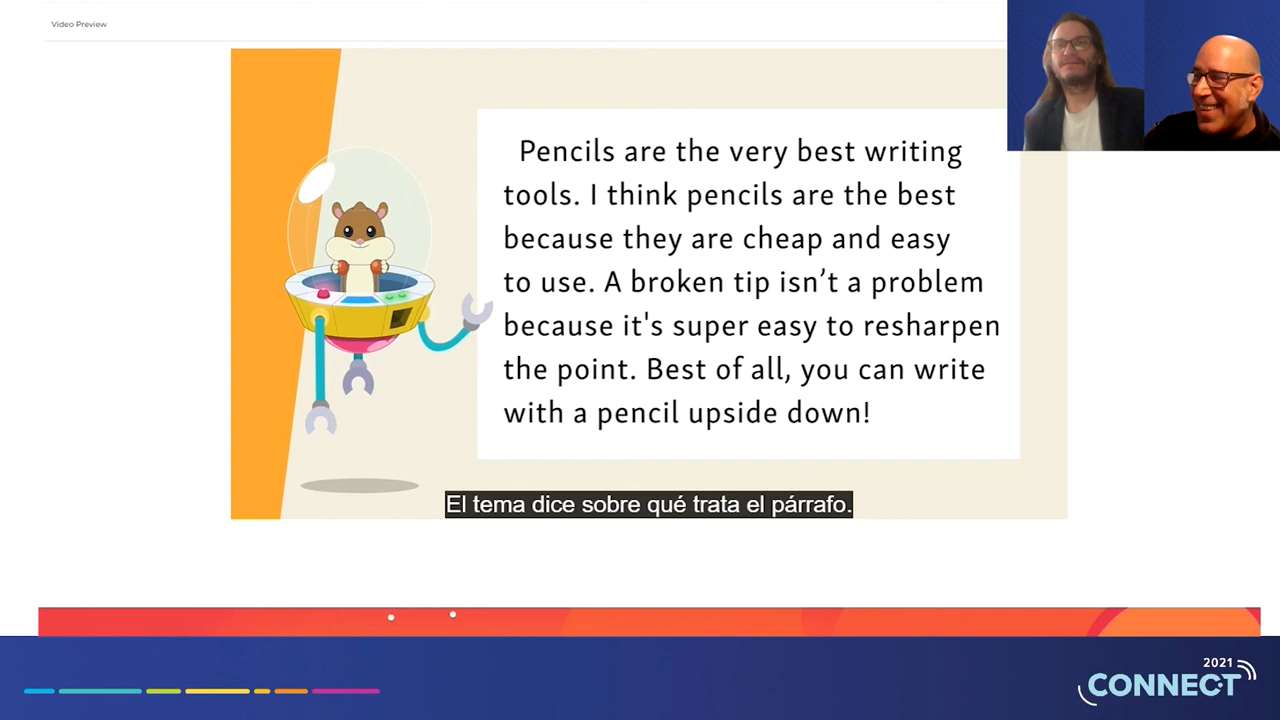 Video Preview
Pencils are the very best writing
tools. I think pencils are the best
because they are cheap and easy
to use. A broken tip isn’t a problem
because it's super easy to resharpen
the point. Best of all, you can write
with a pencil upside down!
El tema dice sobre qué trata el párrafo.
2021
CONNECT